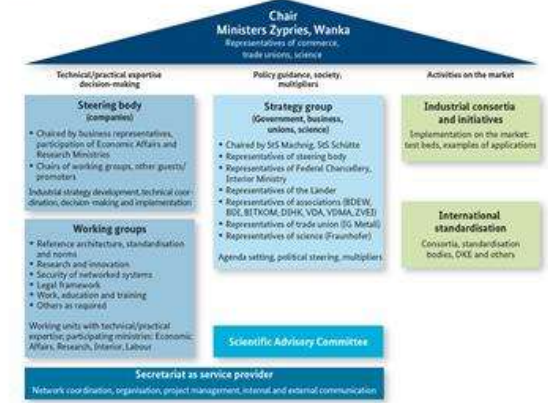 Chair
Ministers Zypries, Wanka
Representatives of commerce,
trade unions, science
Technical/practical expertise
decision-making
Policy guidance, society,
multipliers
Activities on the market
Steering body
(companies)
• Chaired by business representatives,
participation of Economic Affairs and
Research Ministries
• Chairs of working groups, other guests/
promoters
Industrial strategy development, technical coor-
dination, decision-making and implementation
Working groups
• Reference architecture, standardisation
and norms
• Research and innovation
• Security of networked systems
• Legal framework
• Work, education and training
• Others as required
Working units with technical/practical
expertise; participating ministries: Economic
Affairs, Research, Interior, Labour
Strategy group
(Government, business,
unions, science)
• Chaired by StS Machnig, StS Schütte
• Representatives of steering body
• Representatives of Federal Chancellery,
Interior Ministry
• Representatives of the Länder
• Representatives of associations (BDEW,
BDI, BITKOM, DIHK, VDA, VDMA, ZVEI)
• Representatives of trade union (IG Metall)
• Representatives of science (Fraunhofer)
Agenda setting, political steering, multipliers
Scientific Advisory Committee
Industrial consortia
and initiatives
Implementation on the market:
test beds, examples of applications
International
standardisation
Consortia, standardisation
bodies, DKE and others
Secretariat as service provider
Network coordination, organisation, project management, internal and external communication